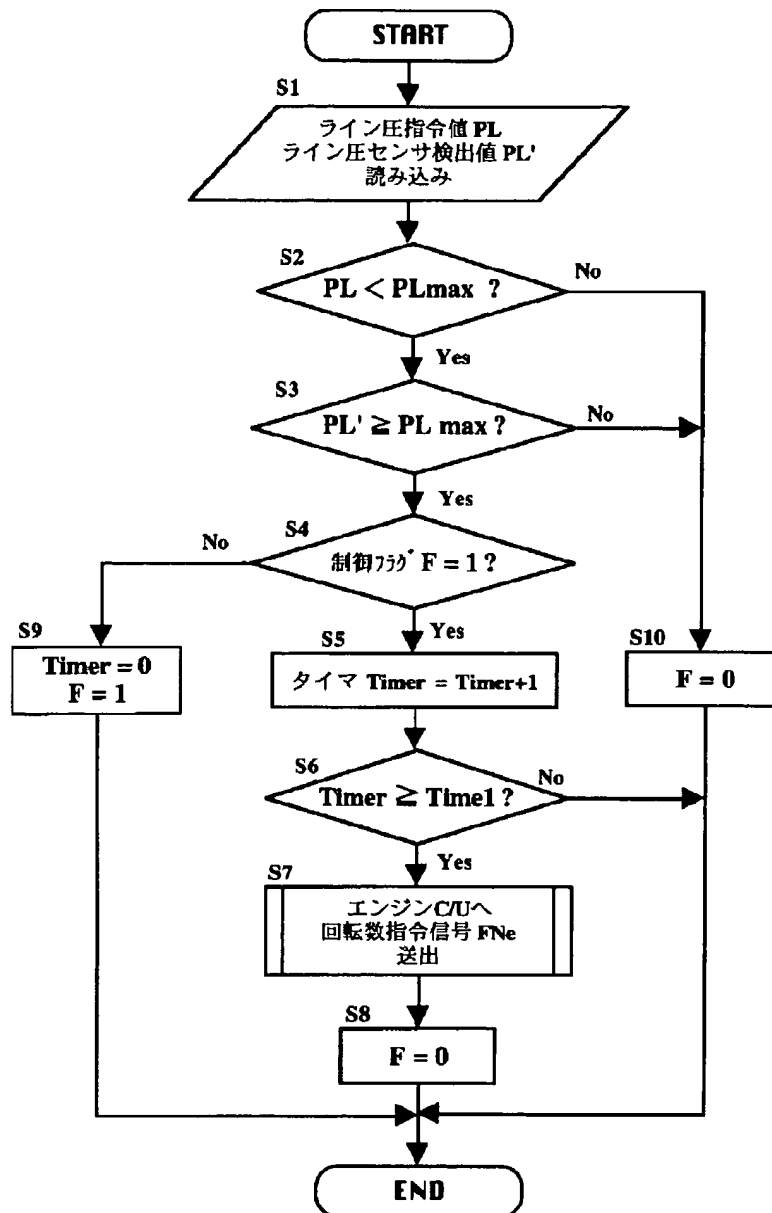 START
S1
ライン圧指令値 PL
ライン圧センサ検出値 PL'
読み込み
S2
PL < PLmax ?
No
Yes
S3
PL' ≧ PL max ?
No
Yes
S4
No
制御ﾌﾗｸﾞ F = 1 ?
Yes
S9
Timer = 0
F = 1
S5
タイマ Timer = Timer+1
S10
F = 0
S6
Timer ≧ Time1 ?
No
Yes
S7
エンジンC/Uへ
回転数指令信号 FNe
送出
S8
F = 0
END